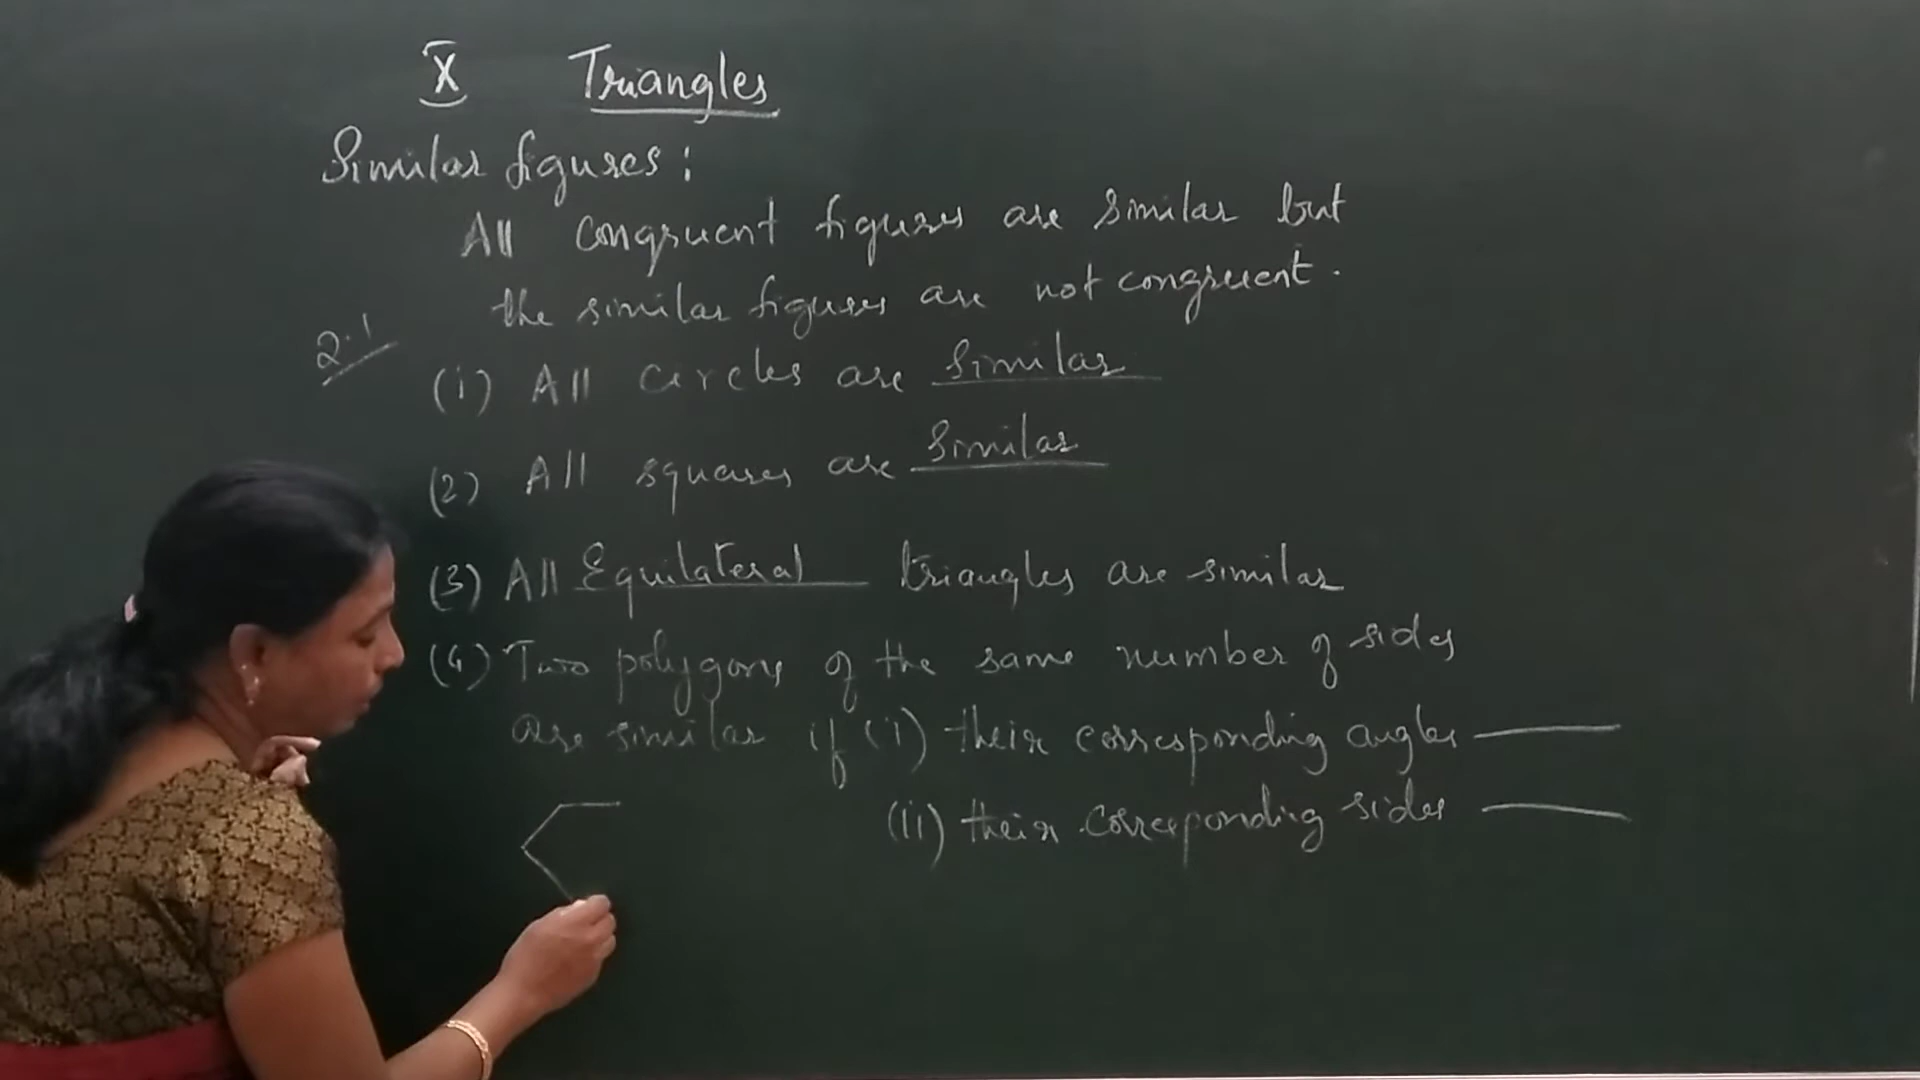 X Triangles
Similar figures :
All congruent figures are similar but
the similar figures are not congruent.
2.1
(i) All circles are similar
(2) All squares are similar
(3) All Equilateral triangles are similar
(4) Two polygons of the same number of sides
are similar if (i) their corresponding angles
(ii) their corresponding sides